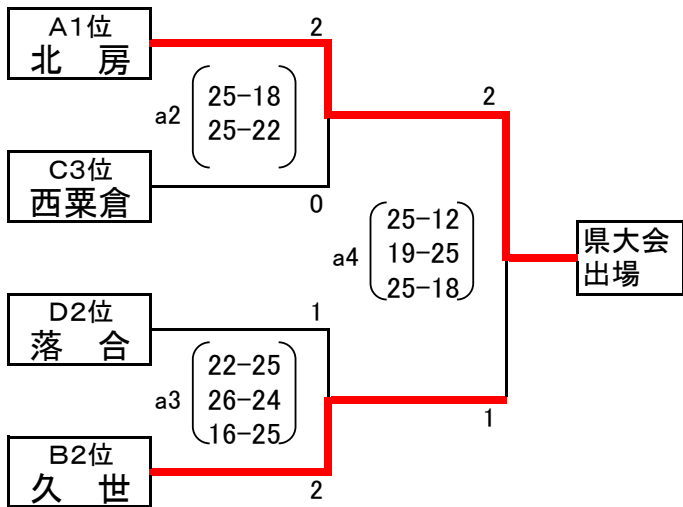 A1位
北　房
2
a2
25-18
25-22
C3位
西粟倉
0
2
a4
25-12
19-25
25-18
県大会
出場
D2位
落　合
1
a3
22-25
26-24
16-25
B2位
久　世
2
1